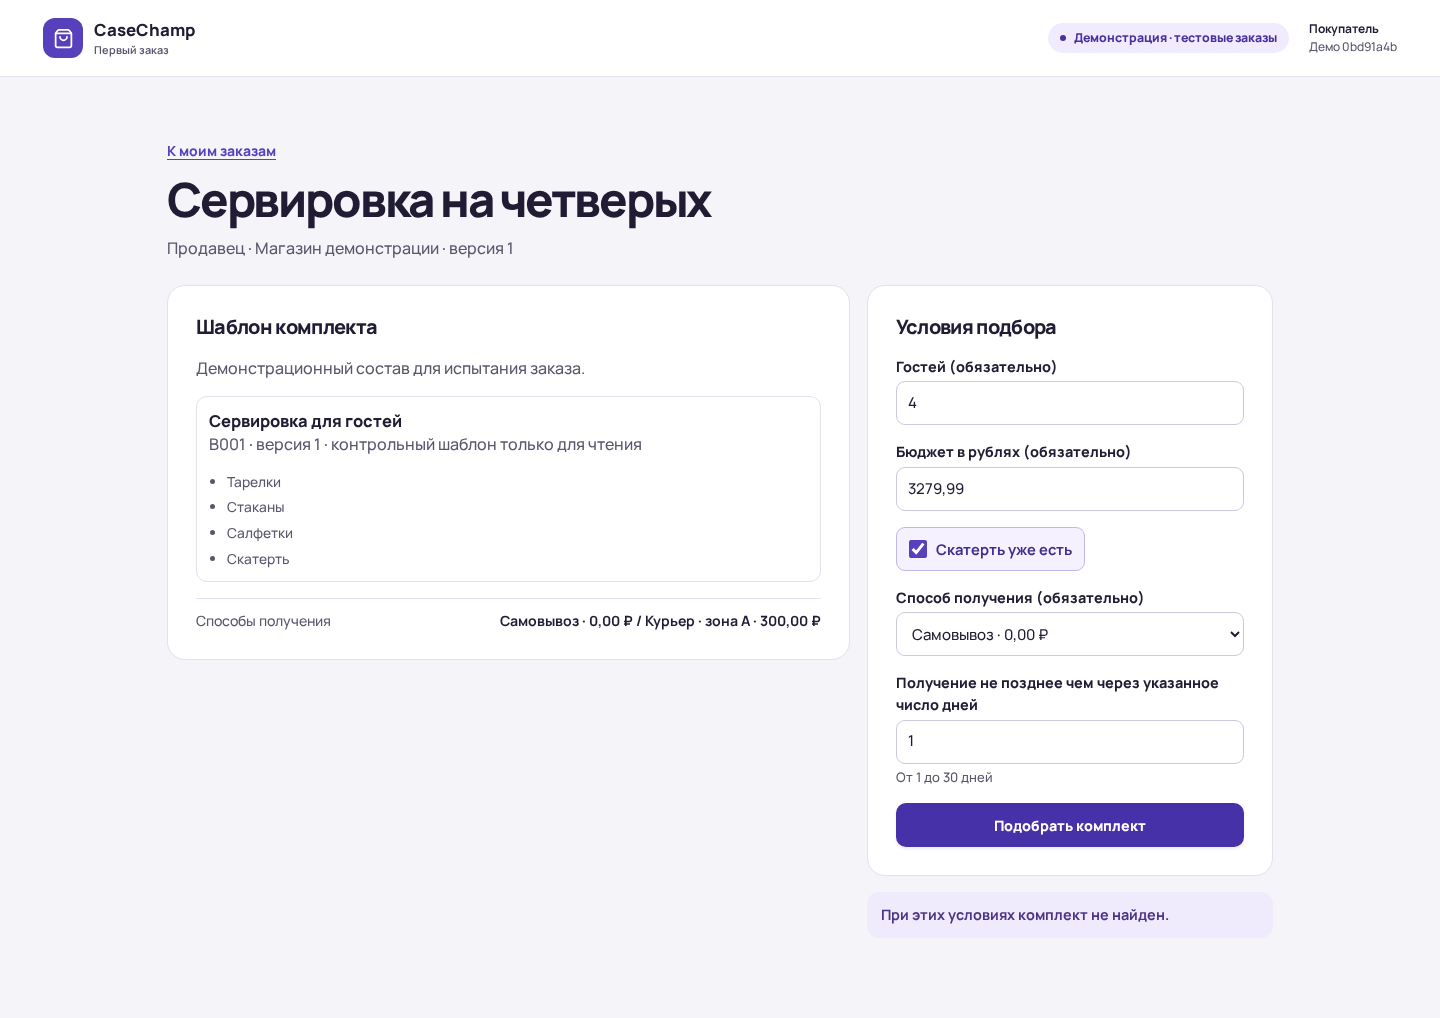 CaseChamp
Первый заказ
Демонстрация · тестовые заказы
Покупатель
Демо 0bd91a4b
К моим заказам
Сервировка на четверых
Продавец · Магазин демонстрации · версия 1
Шаблон комплекта
Демонстрационный состав для испытания заказа.
Сервировка для гостей
B001 · версия 1 · контрольный шаблон только для чтения
Тарелки
Стаканы
Салфетки
Скатерть
Способы получения
Самовывоз · 0,00 ₽ / Курьер · зона A · 300,00 ₽
Условия подбора
Гостей (обязательно)
4
Бюджет в рублях (обязательно)
3279,99
Скатерть уже есть
Способ получения (обязательно)
Самовывоз · 0,00 ₽
Получение не позднее чем через указанное
число дней
1
От 1 до 30 дней
Подобрать комплект
При этих условиях комплект не найден.